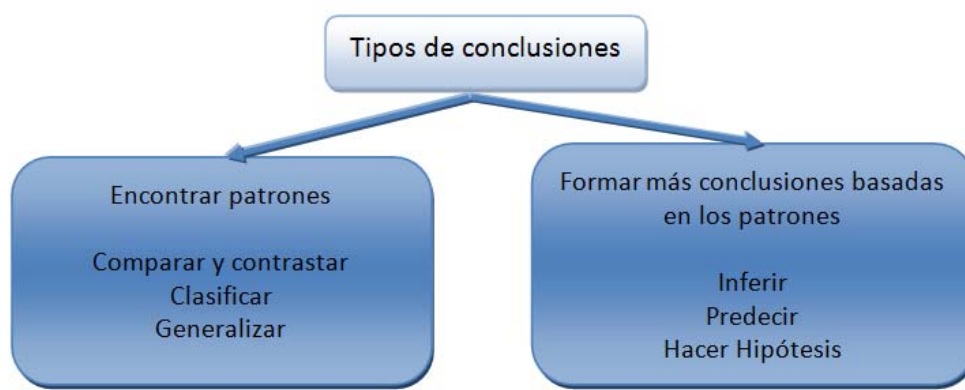 Tipos de conclusiones
Encontrar patrones
Comparar y contrastar
Clasificar
Generalizar
Formar más conclusiones basadas
en los patrones
Inferir
Predecir
Hacer Hipótesis